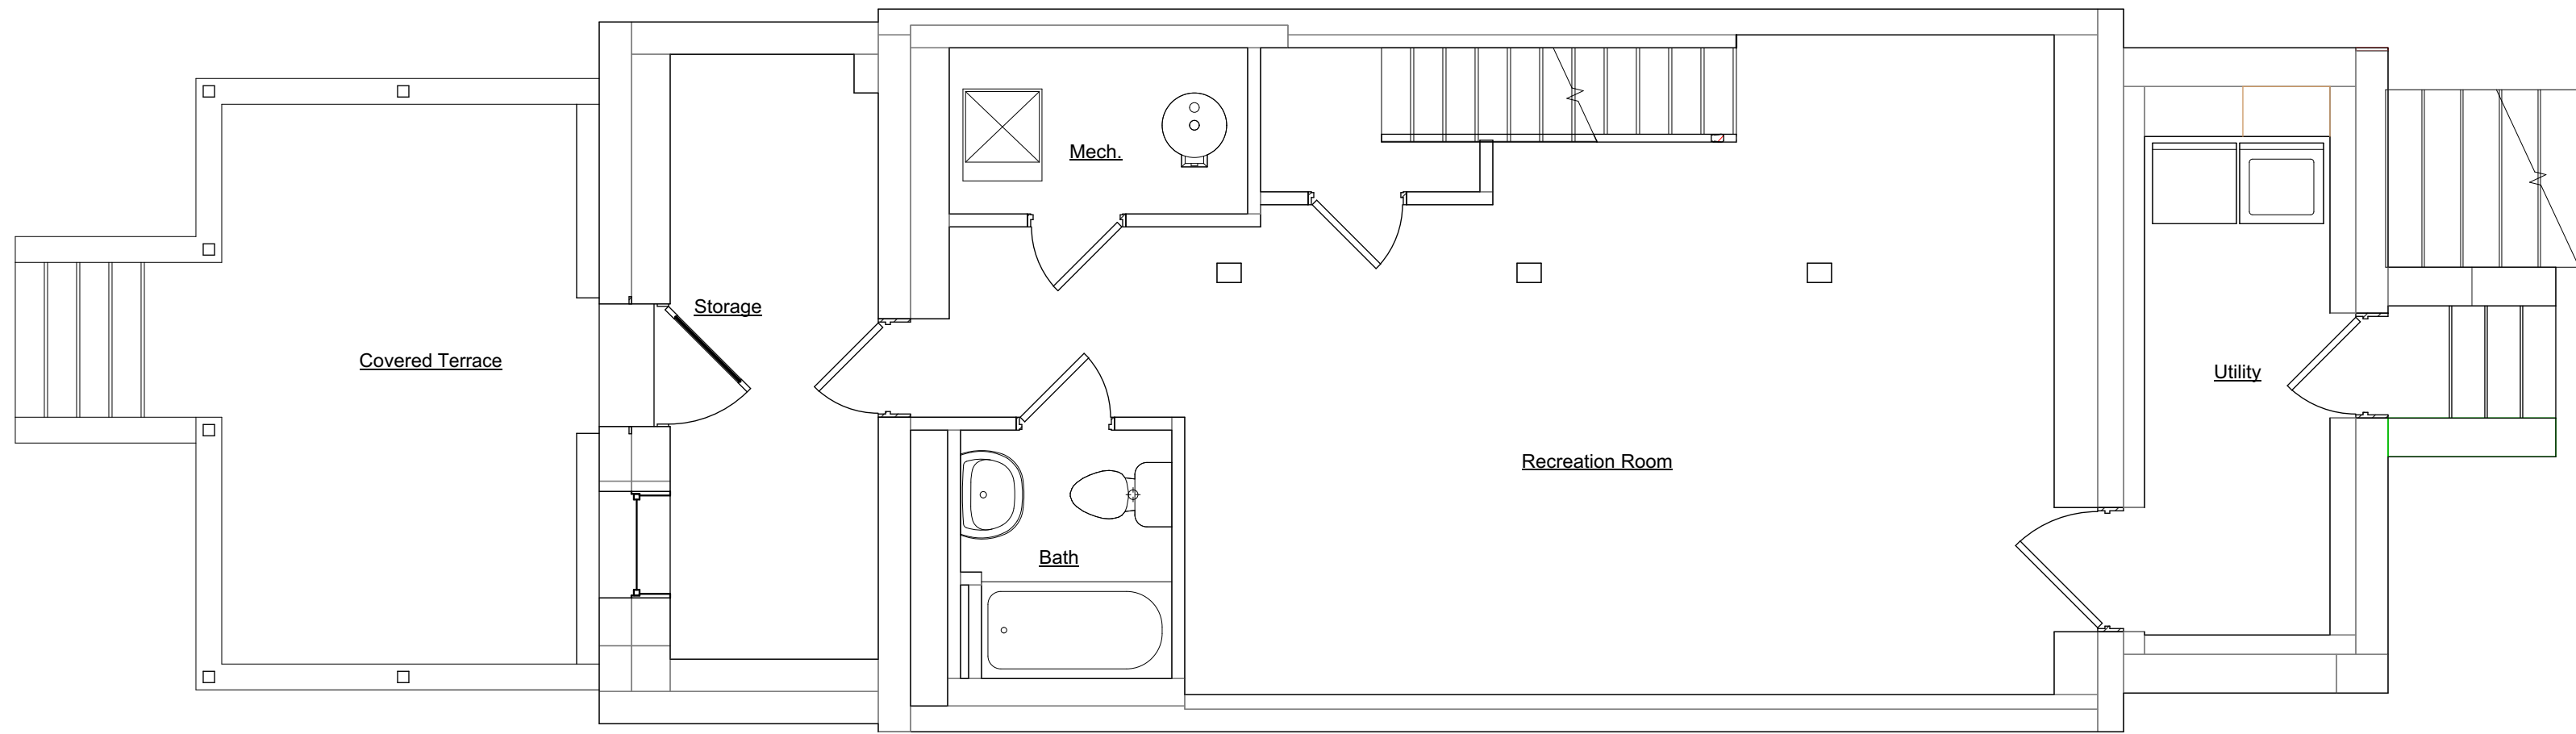 Mech.
Storage
Covered Terrace
Utility
Recreation Room
Bath